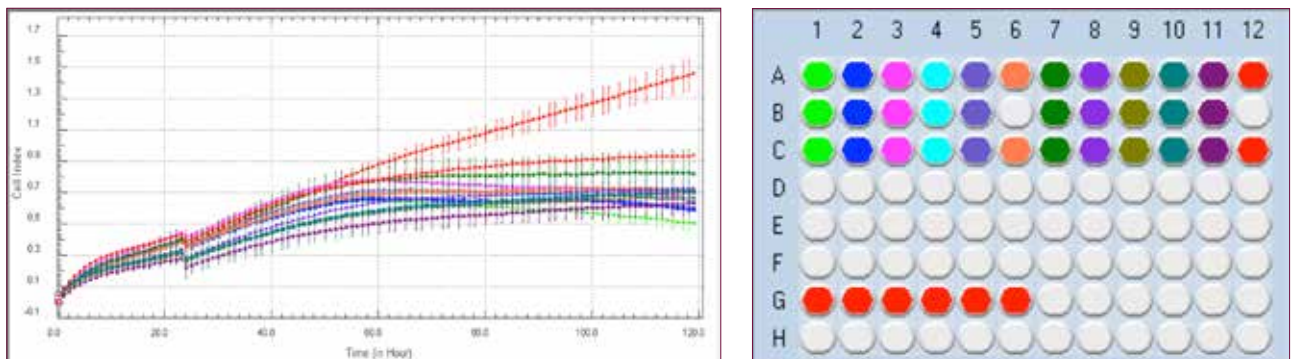 1.7
1.5
1.3
1.1
0.9
0.7
0.5
0.3
0.1
-0.1
Cell Index
0.0 20.0 40.0 60.0 80.0 100.0 120.0
Time (in Hour)
1 2 3 4 5 6 7 8 9 10 11 12
A
B
C
D
E
F
G
H